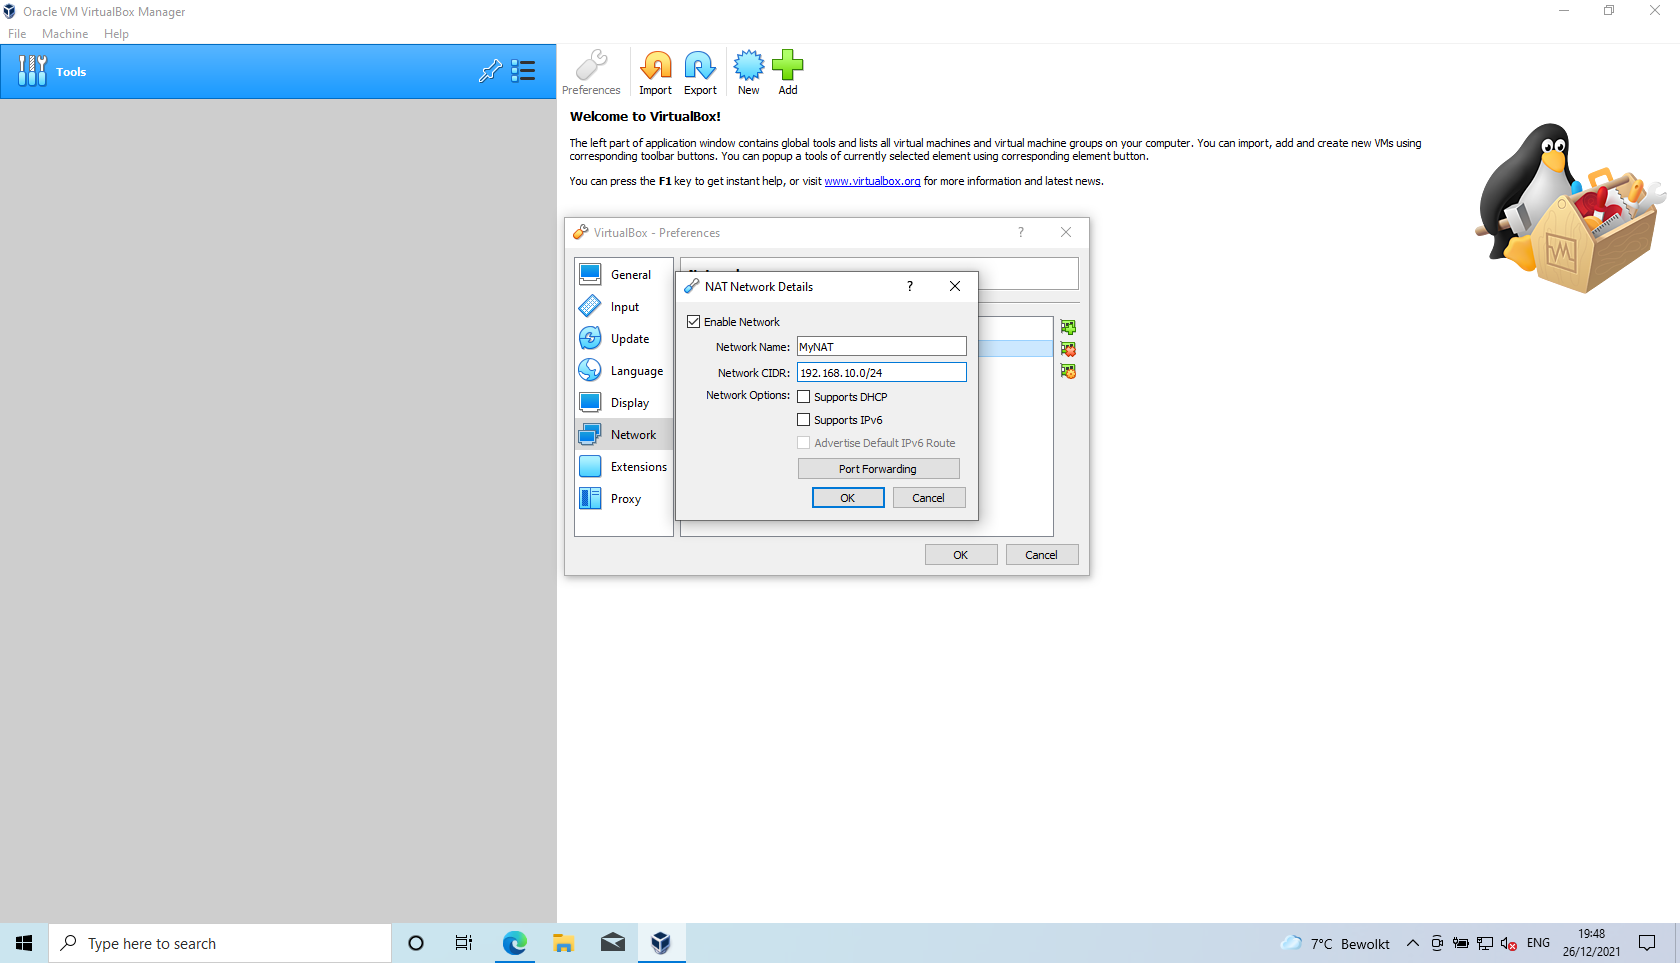 Oracle VM VirtualBox Manager
File Machine Help
Tools
Preferences Import Export New Add
Welcome to VirtualBox!
The left part of application window contains global tools and lists all virtual machines and virtual machine groups on your computer. You can import, add and create new VMs using
corresponding toolbar buttons. You can popup a tools of currently selected element using corresponding element button.
You can press the F1 key to get instant help, or visit www.virtualbox.org for more information and latest news.
VirtualBox - Preferences ?
General
Input
Update
Language
Display
Network
Extensions
Proxy
NAT Network Details ?
Enable Network
Network Name: MyNAT
Network CIDR: 192.168.10.0/24
Network Options: Supports DHCP
Supports IPv6
Advertise Default IPv6 Route
Port Forwarding
OK Cancel
OK Cancel
Type here to search
7°C Bewolkt
ENG
19:48
26/12/2021